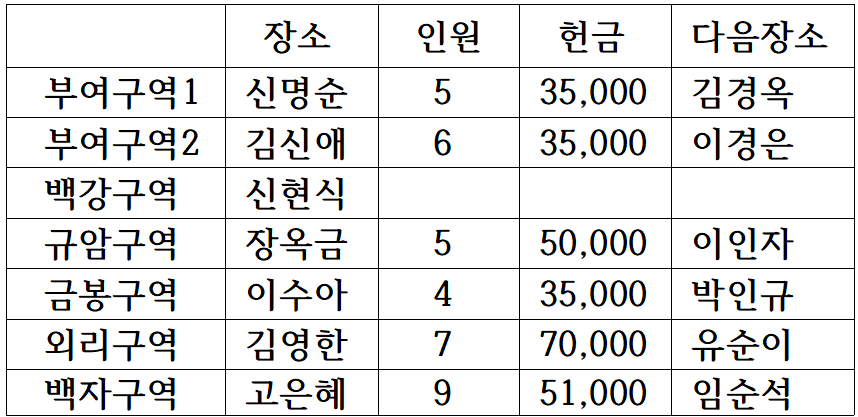 장소 인원 헌금 다음장소
부여구역1 신명순 5 35,000 김경옥
부여구역2 김신애 6 35,000 이경은
백강구역 신현식
규암구역 장옥금 5 50,000 이인자
금봉구역 이수아 4 35,000 박인규
외리구역 김영한 7 70,000 유순이
백자구역 고은혜 9 51,000 임순석